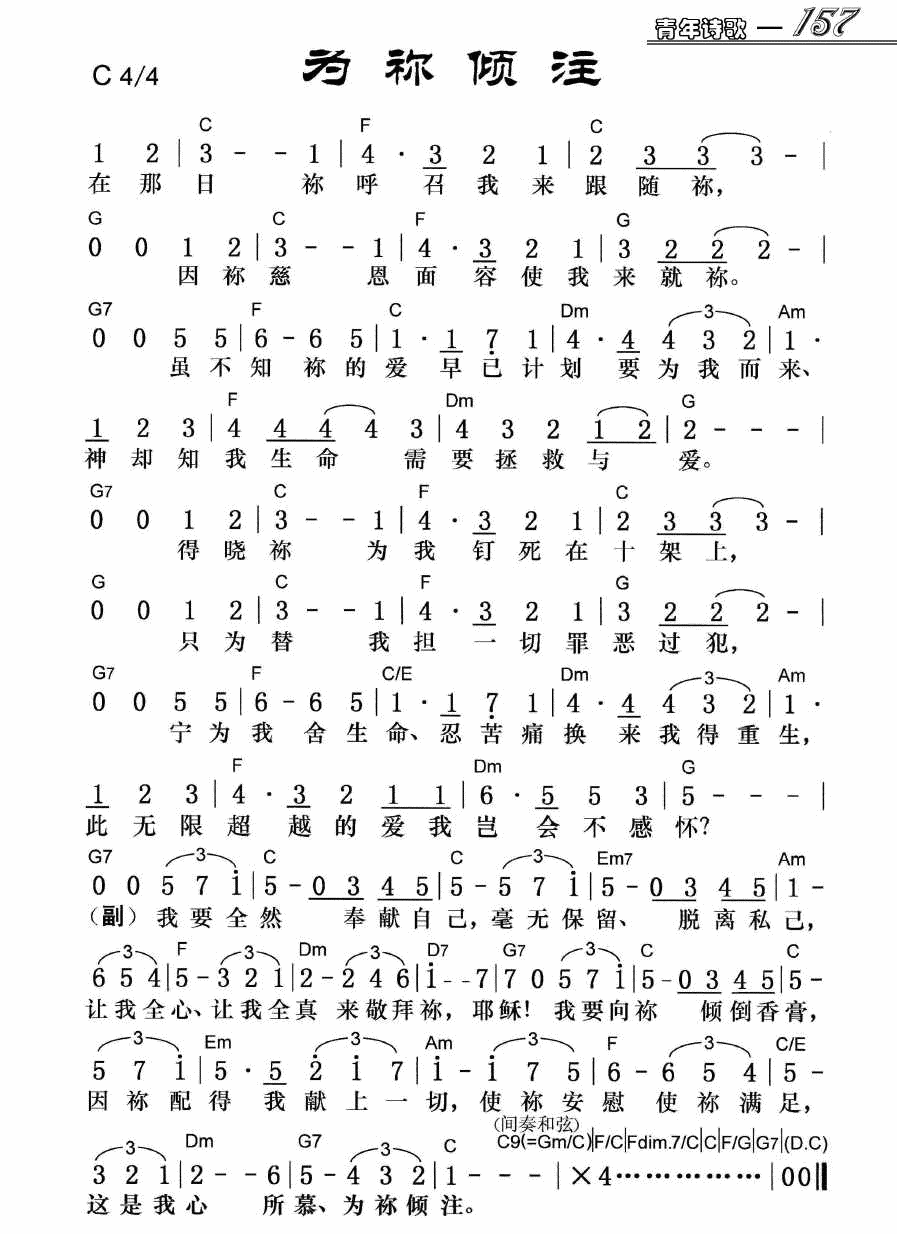 青年诗歌 — 157
C 4/4 为祢倾注
C F C
1 2 | 3 - - 1 | 4 · 3 2 1 | 2 3 3 3 - |
在那日 祢呼召我来跟随祢,
G C F G
0 0 1 2 | 3 - - 1 | 4 · 3 2 1 | 3 2 2 2 - |
因祢慈 恩面容使我来就祢。
G7 F C Dm 3 Am
0 0 5 5 | 6 - 6 5 | 1 · 1 7 1 | 4 · 4 4 3 2 | 1 ·
虽不知 祢的爱 早已计划 要为我而来、
F Dm G
1 2 3 | 4 4 4 4 3 | 4 3 2 1 2 | 2 - - - |
神却知我生命 需要拯救与 爱。
G7 C F C
0 0 1 2 | 3 - - 1 | 4 · 3 2 1 | 2 3 3 3 - |
得晓祢 为我 钉死在十架上,
G C F G
0 0 1 2 | 3 - - 1 | 4 · 3 2 1 | 3 2 2 2 - |
只为替 我担一切罪恶过犯,
G7 F C/E Dm 3 Am
0 0 5 5 | 6 - 6 5 | 1 · 1 7 1 | 4 · 4 4 3 2 | 1 ·
宁为我 舍生命、忍苦痛换 来我得重生,
F Dm G
1 2 3 | 4 · 3 2 1 1 | 6 · 5 5 3 | 5 - - - |
此无限超 越的爱我岂 会不感怀?
G7 3 C C 3 Em7 Am
0 0 5 7 i | 5 - 0 3 4 5 | 5 - 5 7 i | 5 - 0 3 4 5 | 1 -
(副)我要全然 奉献自己,毫无保留、 脱离私己,
3 F 3 Dm 3 D7 G7 3 C C
6 5 4 | 5 - 3 2 1 | 2 - 2 4 6 | i - - 7 | 7 0 5 7 i | 5 - 0 3 4 5 | 5 -
让我全心、让我全真 来敬拜祢,耶稣!我要向祢 倾倒香膏,
3 Em 3 Am 3 F 3 C/E
5 7 i | 5 · 5 2 i 7 | i - i 7 5 | 6 - 6 5 4 | 5 -
因祢配得 我献上一切,使祢安慰 使祢满足,
(间奏和弦)
3 Dm G7 3 C C9(=Gm/C)|F/C|Fdim.7/C|C|F/G|G7|(D.C)
3 2 1 | 2 - - 6 | 5 - 4 3 2 | 1 - - - | ×4 …………… | 0 0 ‖
这是我心 所慕、为祢倾注。